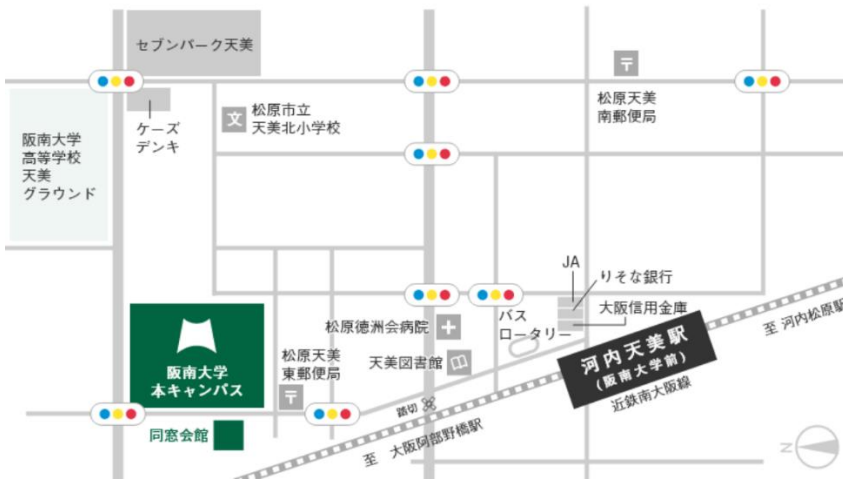 セブンパーク天美
ケーズ
デンキ
松原市立
天美北小学校
文
〒
松原天美
南郵便局
阪南大学
高等学校
天美
グラウンド
JA
りそな銀行
大阪信用金庫
バス
ロータリー
松原徳洲会病院
天美図書館
河内天美駅
(阪南大学前)
近鉄南大阪線
至 河内松原駅
阪南大学
本キャンパス
松原天美
東郵便局
〒
踏切
同窓会館
至 大阪阿部野橋駅
N